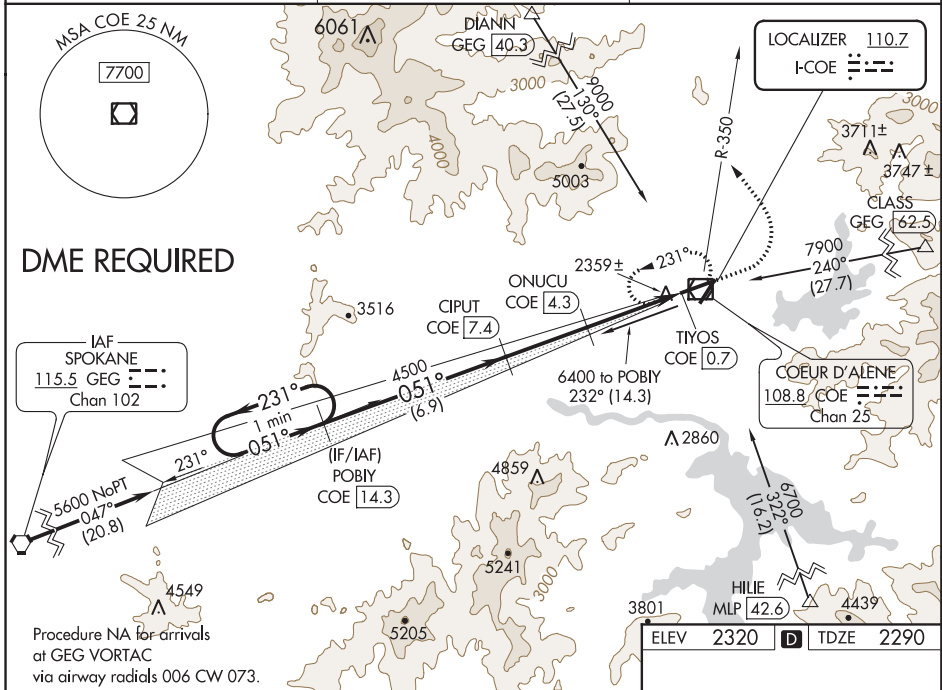 MSA COE 25 NM
7700
6061
DIANN
GEG 40.3
9000
130°
(27.5)
3000
4000
5003
R-350
LOCALIZER 110.7
I-COE
3000
3711±
3747±
CLASS
GEG 62.5
7900
240°
(27.7)
DME REQUIRED
231°
2359±
ONUCU
COE 4.3
CIPUT
COE 7.4
3516
TIYOS
COE 0.7
IAF
SPOKANE
115.5 GEG
Chan 102
4500
051°
(6.9)
6400 to POBIY
232° (14.3)
COEUR D'ALENE
108.8 COE
Chan 25
231°
1 min
051°
231°
(IF/IAF)
POBIY
COE 14.3
2860
4859
5600 NoPT
047°
(20.8)
6700
322°
(16.2)
5241
3000
4549
5205
3801
HILIE
MLP 42.6
4439
Procedure NA for arrivals
at GEG VORTAC
via airway radials 006 CW 073.
ELEV 2320 D TDZE 2290